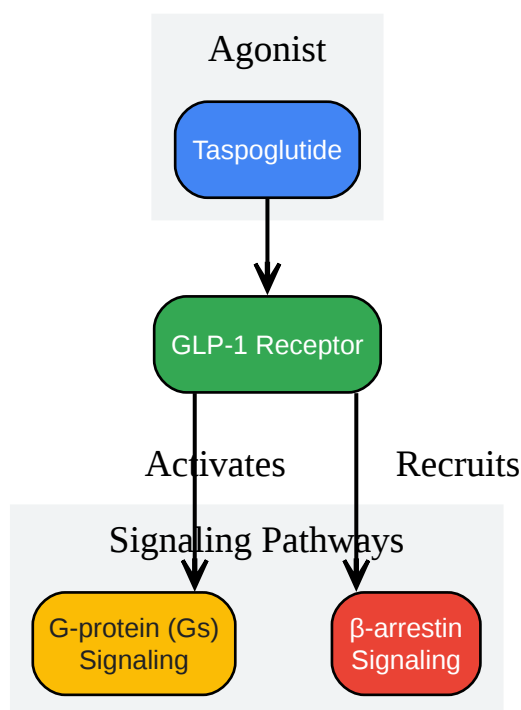 Agonist
Taspoglutide
GLP-1 Receptor
Activates
Recruits
Signaling Pathways
G-protein (Gs)
Signaling
β-arrestin
Signaling